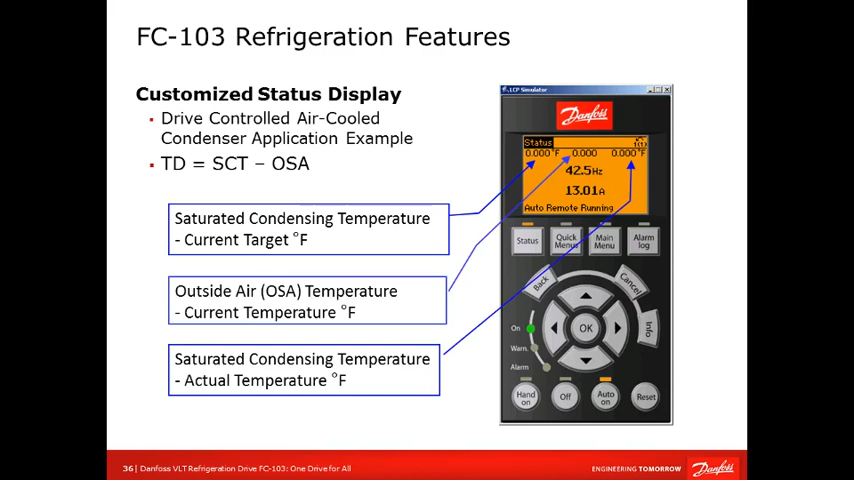 FC-103 Refrigeration Features
Customized Status Display
▪ Drive Controlled Air-Cooled
Condenser Application Example
▪ TD = SCT – OSA
Saturated Condensing Temperature
- Current Target °F
Outside Air (OSA) Temperature
- Current Temperature °F
Saturated Condensing Temperature
- Actual Temperature °F
LCP Simulator
Danfoss
Status
1(1)
0.000 °F 0.000 0.000 °F
42.5Hz
13.01A
Auto Remote Running
Status
Quick
Menus
Main
Menu
Alarm
log
Back
Cancel
Info
OK
On
Warn.
Alarm
Hand
on
Off
Auto
on
Reset
36 | Danfoss VLT Refrigeration Drive FC-103: One Drive for All
ENGINEERING TOMORROW
Danfoss